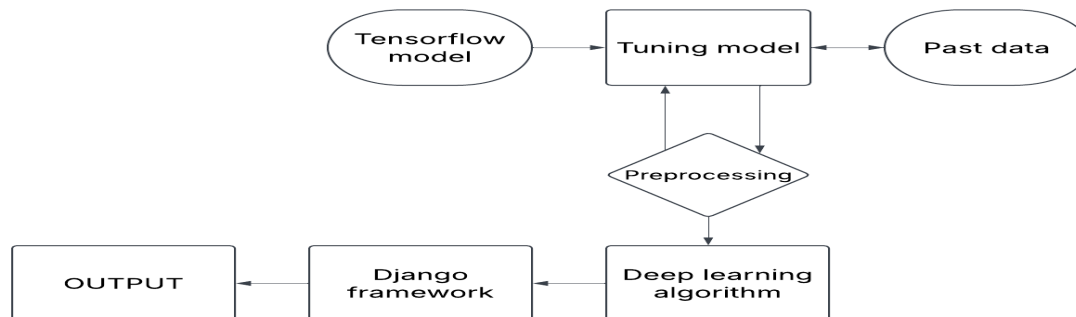 Tensorflow
model
Tuning model
Past data
Preprocessing
OUTPUT
Django
framework
Deep learning
algorithm